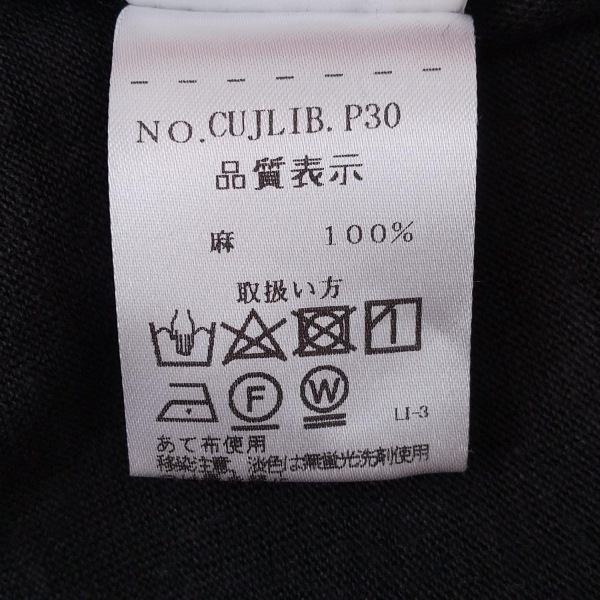 NO.CUJLIB.P30
品質表示
麻 100%
取扱い方
F W
LI-3
あて布使用
移染注意，淡色は無蛍光洗剤使用